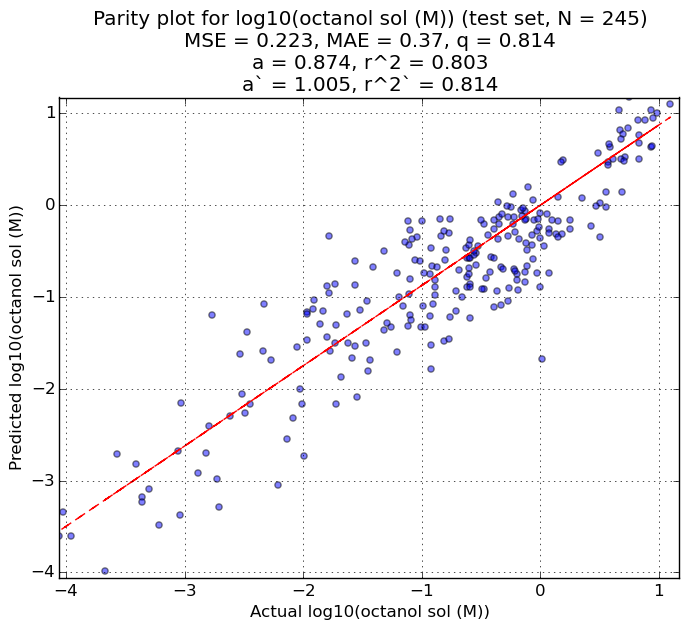 Parity plot for log10(octanol sol (M)) (test set, N = 245)
MSE = 0.223, MAE = 0.37, q = 0.814
a = 0.874, r^2 = 0.803
a` = 1.005, r^2` = 0.814
Predicted log10(octanol sol (M))
1
0
−1
−2
−3
−4
−4 −3 −2 −1 0 1
Actual log10(octanol sol (M))